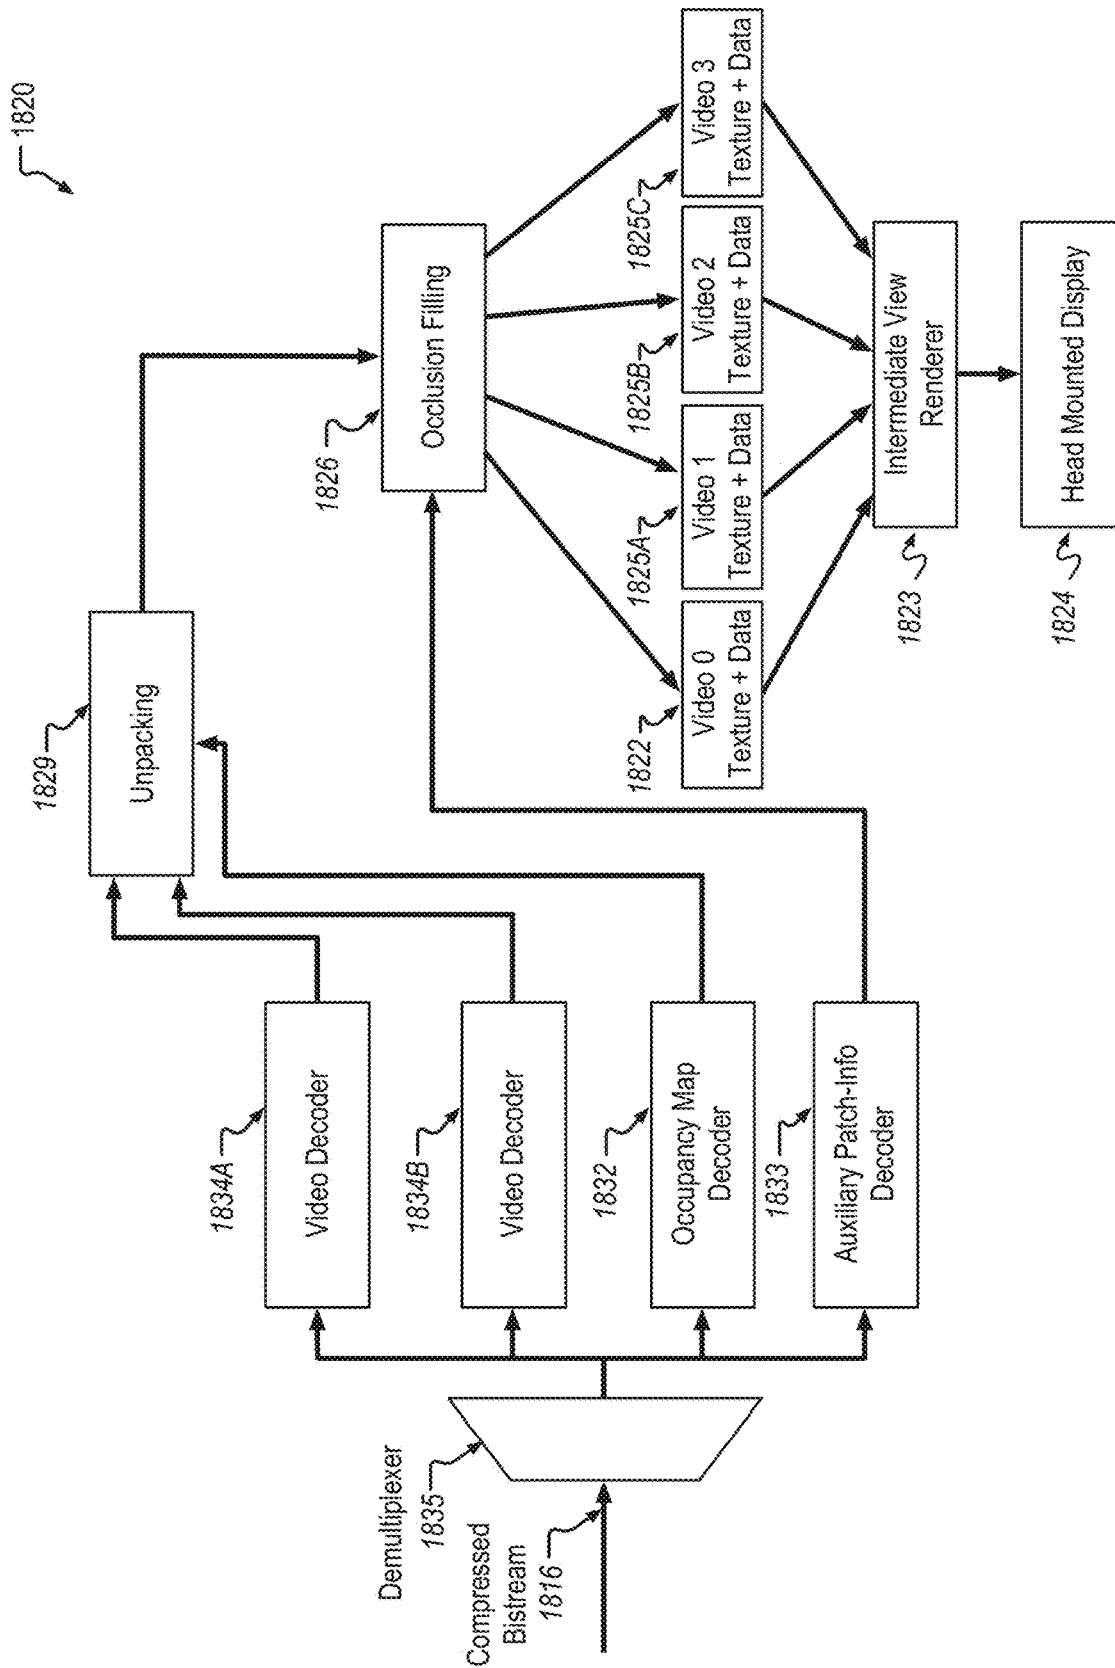 1820
Demultiplexer
1835
Compressed
Bistream
1816
1834A
Video Decoder
1834B
Video Decoder
1832
Occupancy Map
Decoder
1833
Auxiliary Patch-Info
Decoder
1829
Unpacking
1826
Occlusion Filling
1822
Video 0
Texture + Data
1825A
Video 1
Texture + Data
1825B
Video 2
Texture + Data
1825C
Video 3
Texture + Data
1823
Intermediate View
Renderer
1824
Head Mounted Display